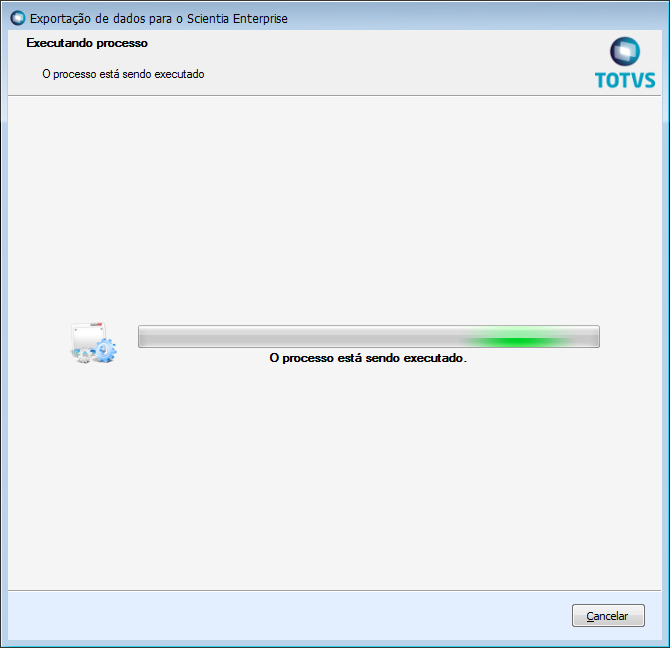 Exportação de dados para o Scientia Enterprise
Executando processo
O processo está sendo executado
TOTVS
O processo está sendo executado.
Cancelar